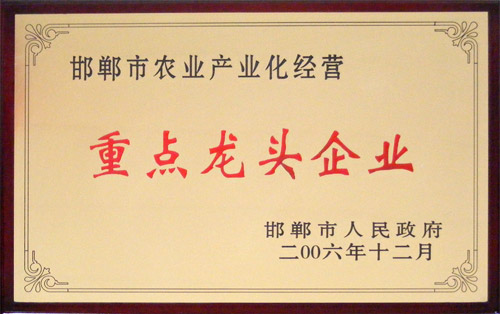 邯郸市农业产业化经营
重点龙头企业
邯郸市人民政府
二00六年十二月